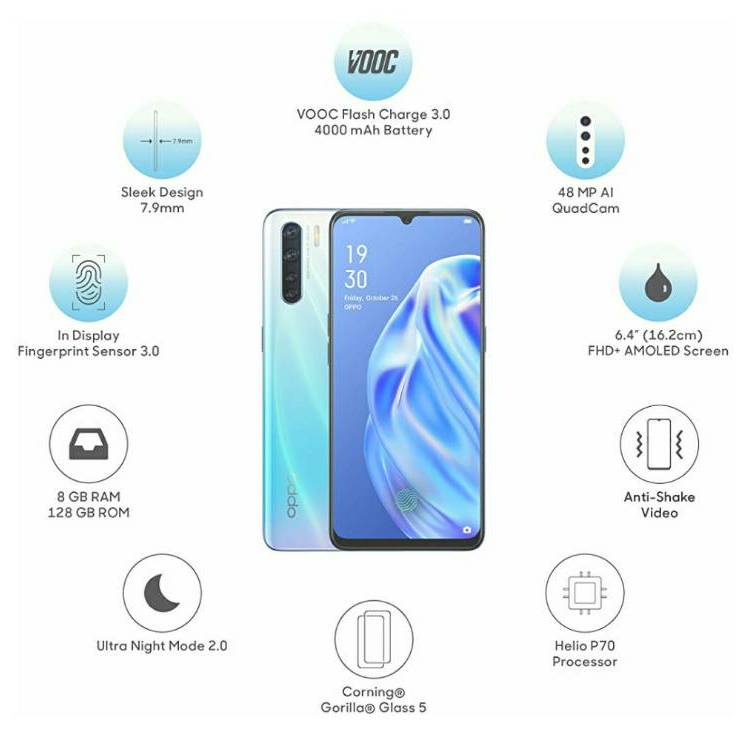 VOOC
VOOC Flash Charge 3.0
4000 mAh Battery
7.9mm
Sleek Design
7.9mm
48 MP AI
QuadCam
In Display
Fingerprint Sensor 3.0
19
30
Friday, October 26
OPPO
6.4" (16.2cm)
FHD+ AMOLED Screen
8 GB RAM
128 GB ROM
oppo
Anti-Shake
Video
Ultra Night Mode 2.0
Helio P70
Processor
Corning®
Gorilla® Glass 5